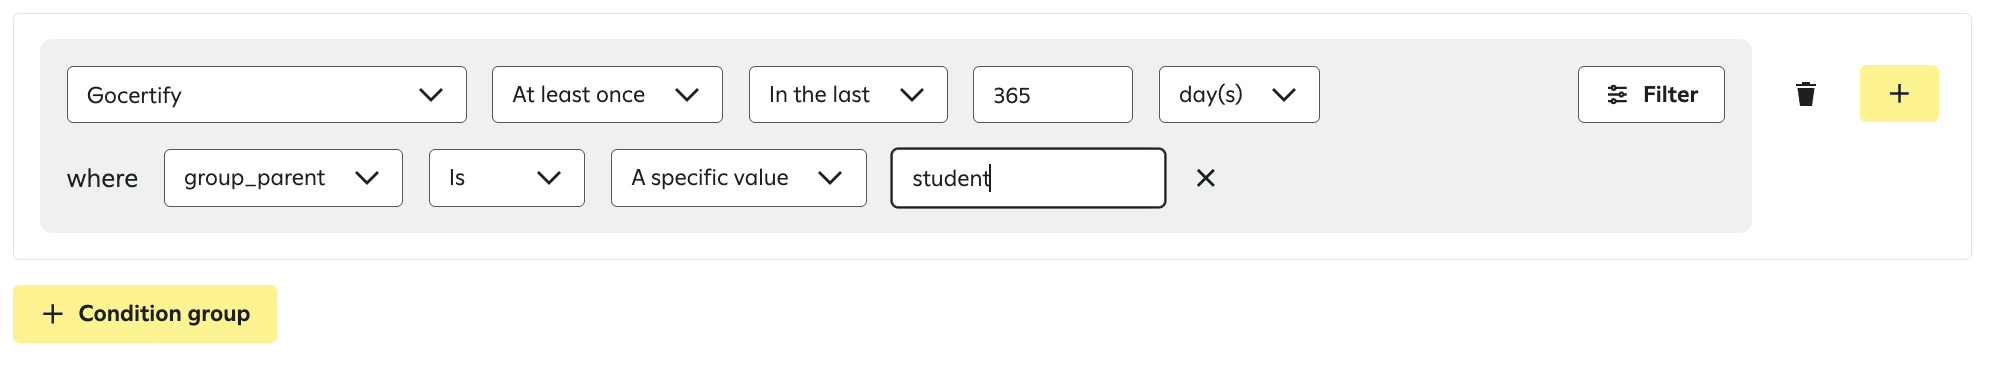 Gocertify At least once In the last 365 day(s) Filter
where group_parent Is A specific value student
Condition group